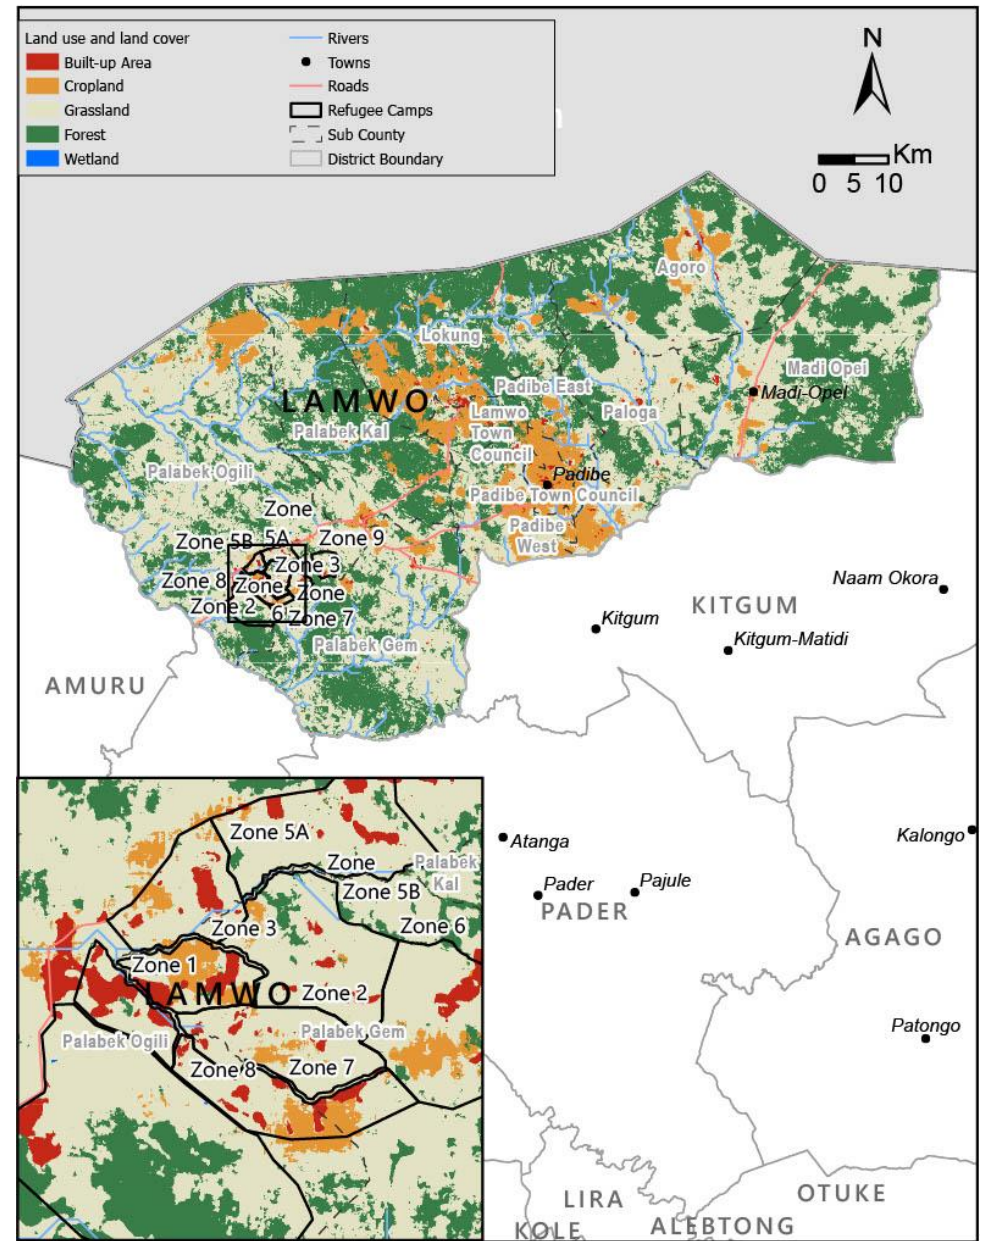 Land use and land cover
Built-up Area
Cropland
Grassland
Forest
Wetland
Rivers
Towns
Roads
Refugee Camps
Sub County
District Boundary
N
Km
0 5 10
Agoro
Lokung
Madi Opei
Padibe East
Madi-Opei
LAMWO
Lamwo
Town
Council
Paloga
Palabek Kal
Palabek Ogili
Padibe
Padibe Town Council
Zone
Padibe
West
Zone 5B
5A
Zone 9
Zone 3
Zone 8
Zone
Zone
Zone 2
6
Zone 7
Palabek Gem
Naam Okora
KITGUM
Kitgum
Kitgum-Matidi
AMURU
Zone 5A
Zone
Palabek
Kal
Zone 5B
Zone 3
Zone 6
Zone 1
LAMWO
Zone 2
Palabek Ogili
Palabek Gem
Zone 8
Zone 7
Atanga
Kalongo
Pader
Pajule
PADER
AGAGO
Patongo
LIRA
OTUKE
KOLE
ALEBTONG